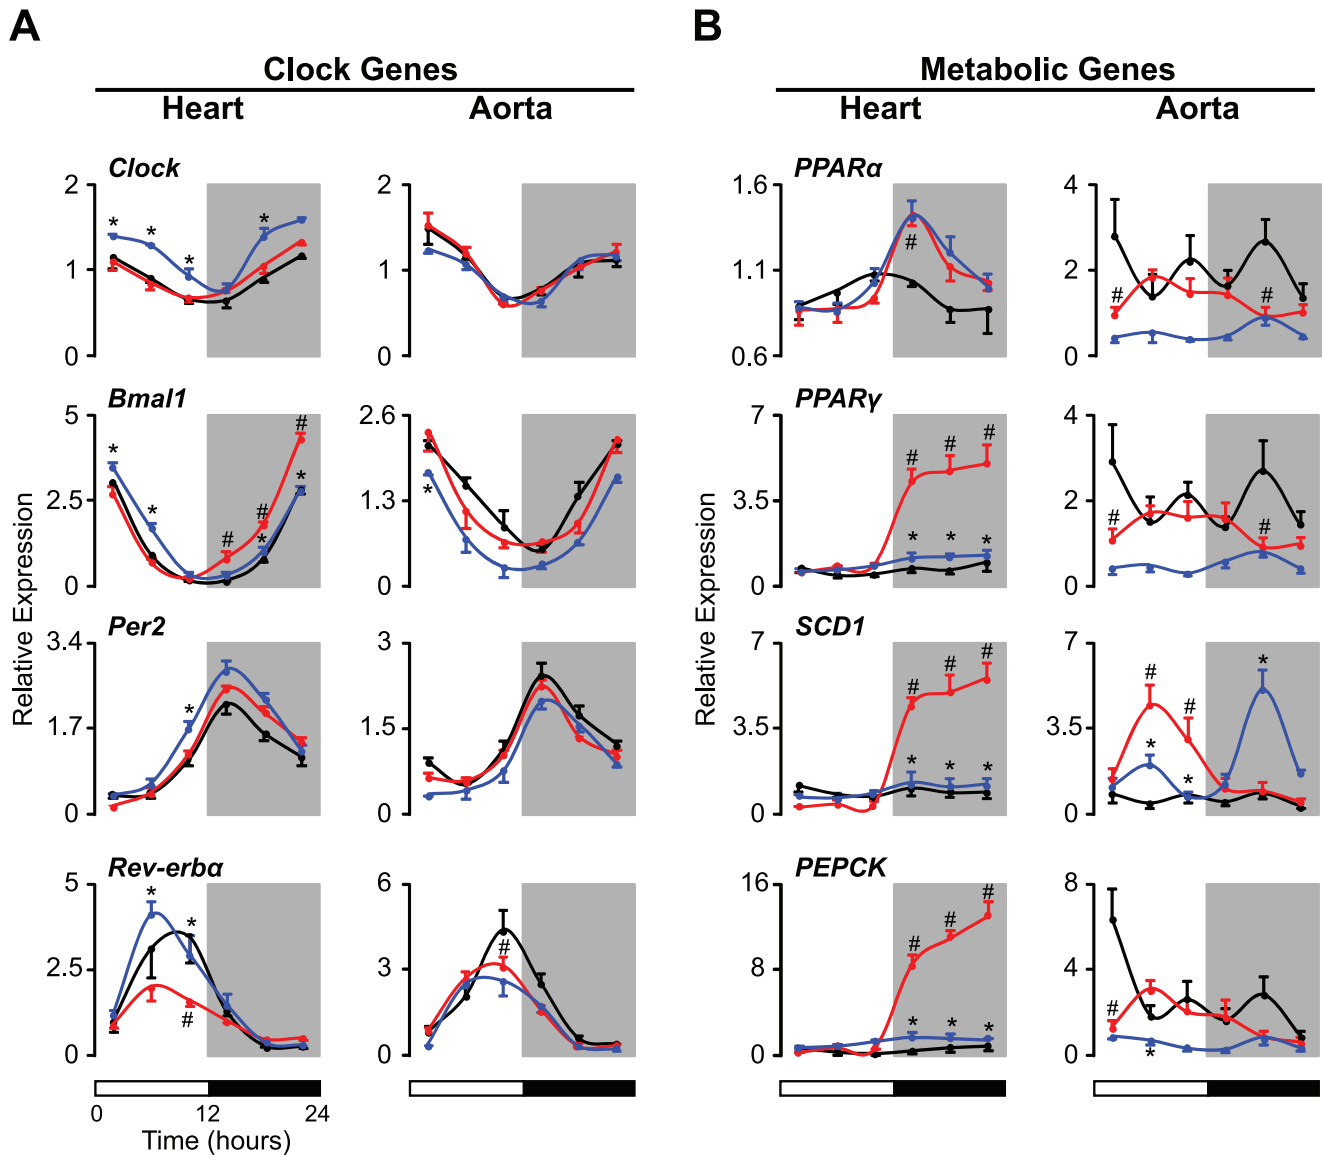 A
B
Clock Genes
Metabolic Genes
Heart
Aorta
Heart
Aorta
Relative Expression
Relative Expression
Clock
2
1
0
* * * *
2
1
0
PPARα
1.6
1.1
0.6
#
4
2
0
# #
Bmal1
5
2.5
0
* * # # * # *
2.6
1.3
0
*
PPARγ
7
3.5
0
# # #
* * *
4
2
0
# #
Per2
3.4
1.7
0
*
3
1.5
0
SCD1
7
3.5
0
# # #
* * *
7
3.5
0
# # * * *
Rev-erbα
5
2.5
0
* * #
6
3
0
#
PEPCK
16
8
0
# # #
* * *
8
4
0
# *
0 12 24
Time (hours)